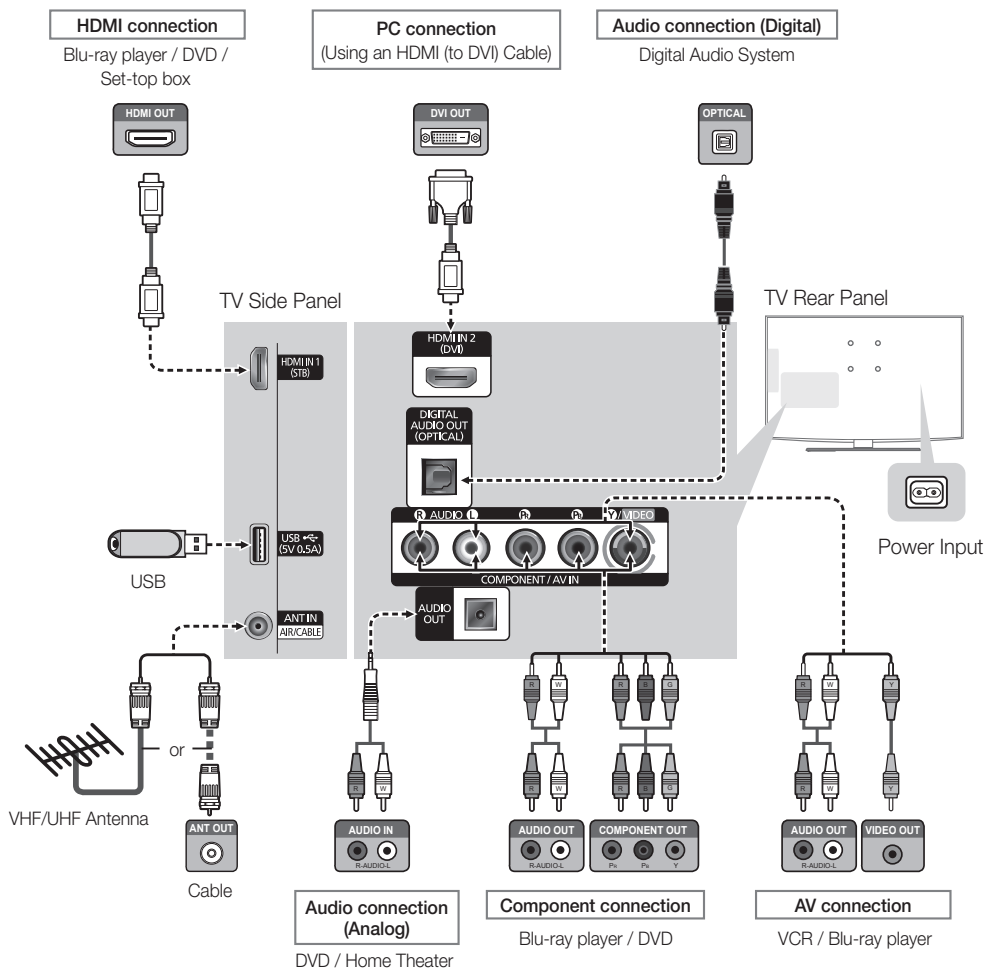 HDMI connection
Blu-ray player / DVD /
Set-top box
HDMI OUT
PC connection
(Using an HDMI (to DVI) Cable)
DVI OUT
Audio connection (Digital)
Digital Audio System
OPTICAL
TV Side Panel
TV Rear Panel
HDMI IN 1
(STB)
HDMI IN 2
(DVI)
DIGITAL
AUDIO OUT
(OPTICAL)
R AUDIO L PR PB Y/VIDEO
COMPONENT / AV IN
USB
(5V 0.5A)
USB
Power Input
ANT IN
AIR/CABLE
AUDIO
OUT
or
VHF/UHF Antenna
ANT OUT
Cable
R W
AUDIO IN
R-AUDIO-L
Audio connection
(Analog)
DVD / Home Theater
R W R B G
R W R B G
AUDIO OUT COMPONENT OUT
R-AUDIO-L PR PB Y
Component connection
Blu-ray player / DVD
R W Y
R W Y
AUDIO OUT VIDEO OUT
R-AUDIO-L
AV connection
VCR / Blu-ray player